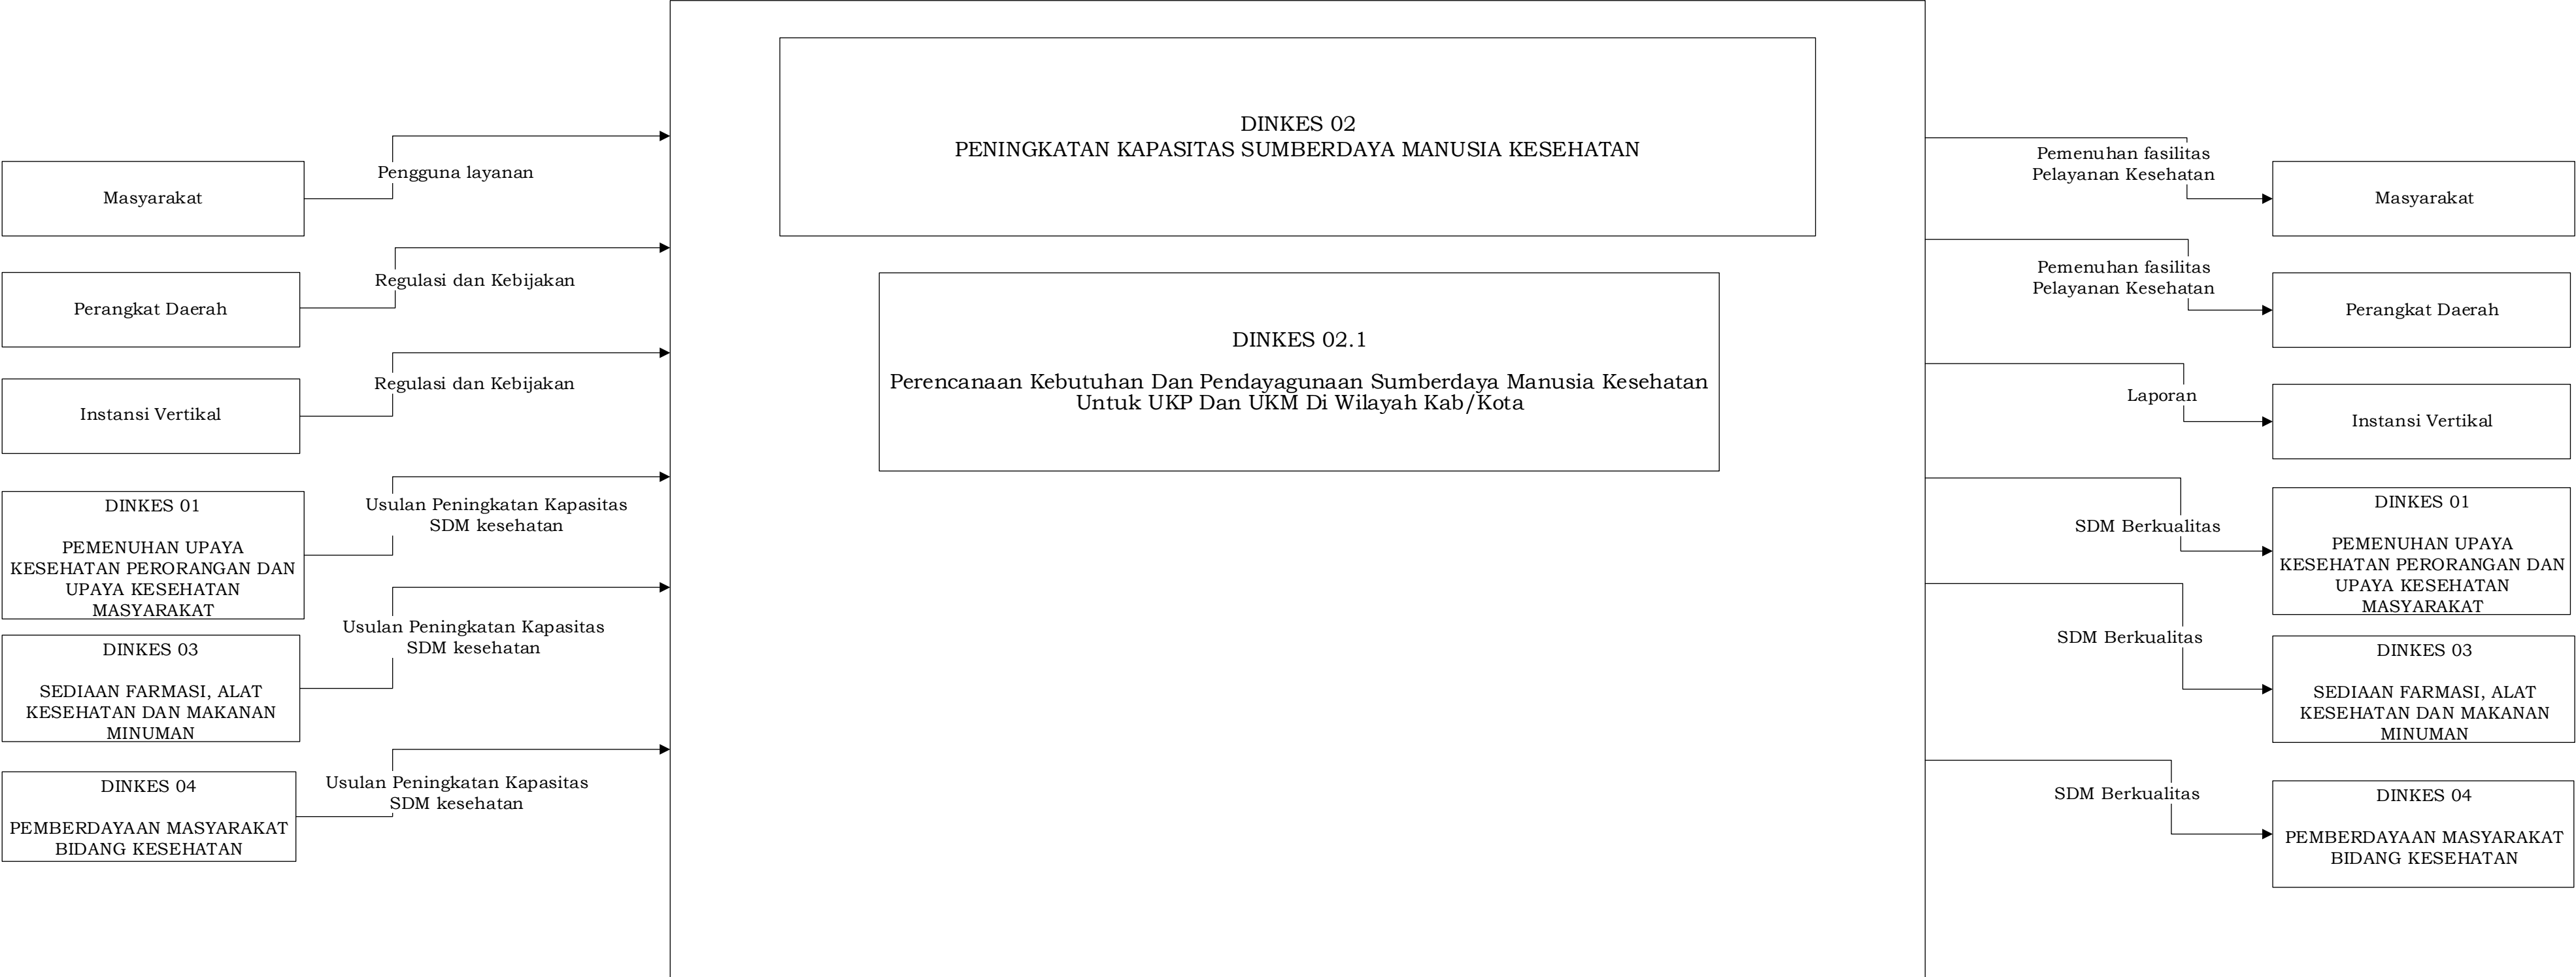 DINKES 02
PENINGKATAN KAPASITAS SUMBERDAYA MANUSIA KESEHATAN
DINKES 02.1
Perencanaan Kebutuhan Dan Pendayagunaan Sumberdaya Manusia Kesehatan
Untuk UKP Dan UKM Di Wilayah Kab/Kota
Masyarakat
Pengguna layanan
Perangkat Daerah
Regulasi dan Kebijakan
Instansi Vertikal
Regulasi dan Kebijakan
DINKES 01
PEMENUHAN UPAYA
KESEHATAN PERORANGAN DAN
UPAYA KESEHATAN
MASYARAKAT
Usulan Peningkatan Kapasitas
SDM kesehatan
DINKES 03
SEDIAAN FARMASI, ALAT
KESEHATAN DAN MAKANAN
MINUMAN
Usulan Peningkatan Kapasitas
SDM kesehatan
DINKES 04
PEMBERDAYAAN MASYARAKAT
BIDANG KESEHATAN
Usulan Peningkatan Kapasitas
SDM kesehatan
Pemenuhan fasilitas
Pelayanan Kesehatan
Masyarakat
Pemenuhan fasilitas
Pelayanan Kesehatan
Perangkat Daerah
Laporan
Instansi Vertikal
SDM Berkualitas
DINKES 01
PEMENUHAN UPAYA
KESEHATAN PERORANGAN DAN
UPAYA KESEHATAN
MASYARAKAT
SDM Berkualitas
DINKES 03
SEDIAAN FARMASI, ALAT
KESEHATAN DAN MAKANAN
MINUMAN
SDM Berkualitas
DINKES 04
PEMBERDAYAAN MASYARAKAT
BIDANG KESEHATAN